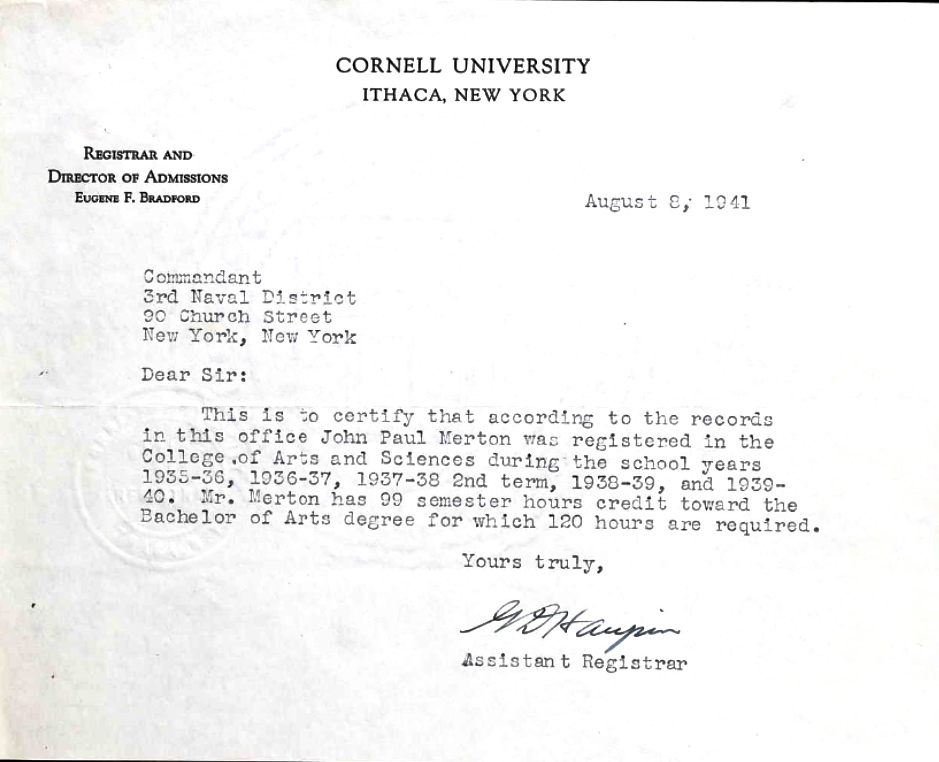 CORNELL UNIVERSITY
ITHACA, NEW YORK
REGISTRAR AND
DIRECTOR OF ADMISSIONS
EUGENE F. BRADFORD
August 8, 1941
Commandant
3rd Naval District
90 Church Street
New York, New York
Dear Sir:
This is to certify that according to the records
in this office John Paul Merton was registered in the
College of Arts and Sciences during the school years
1935-36, 1936-37, 1937-38 2nd term, 1938-39, and 1939-
40. Mr. Merton has 99 semester hours credit toward the
Bachelor of Arts degree for which 120 hours are required.
Yours truly,
Assistant Registrar